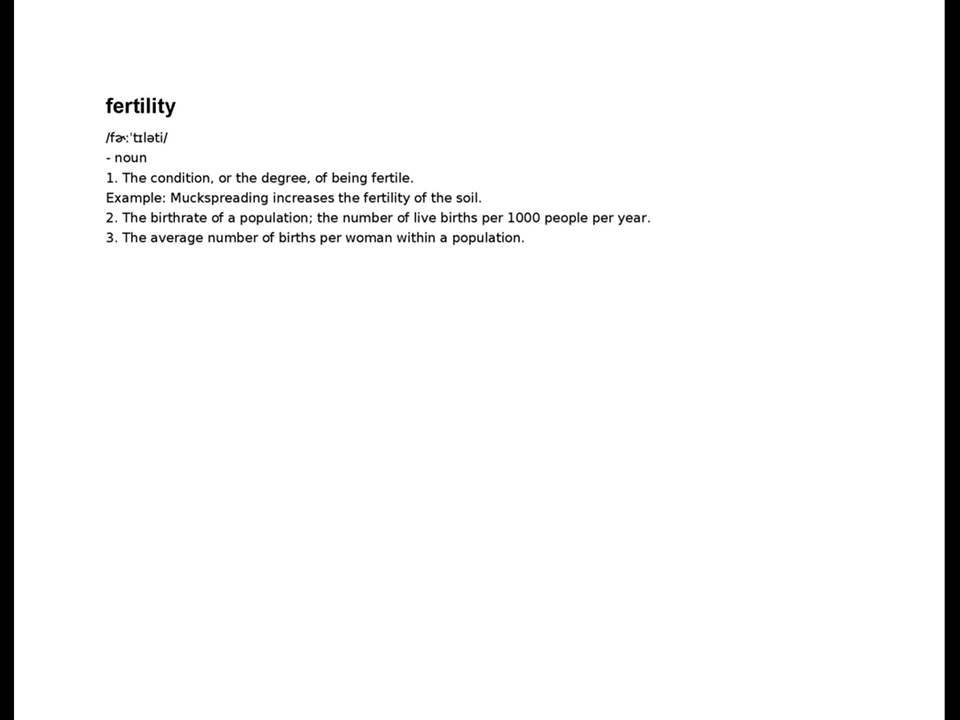 fertility
/fɚːˈtɪləti/
- noun
1. The condition, or the degree, of being fertile.
Example: Muckspreading increases the fertility of the soil.
2. The birthrate of a population; the number of live births per 1000 people per year.
3. The average number of births per woman within a population.